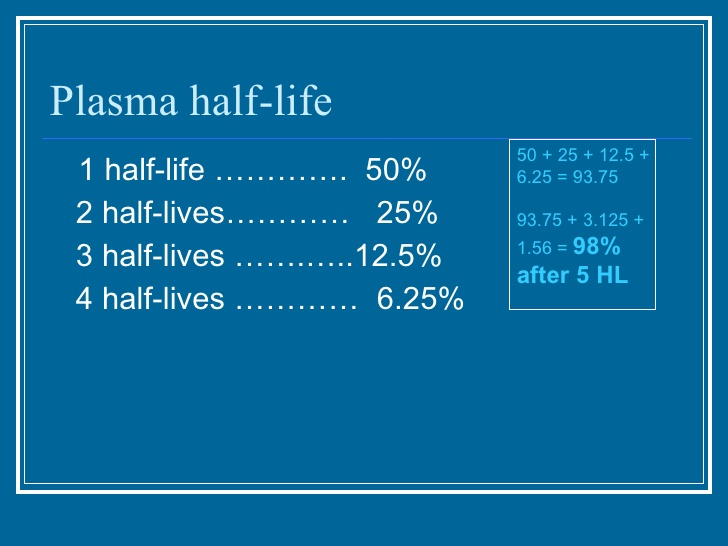 Plasma half-life
1 half-life …………. 50%
2 half-lives…………. 25%
3 half-lives …….…..12.5%
4 half-lives ………… 6.25%
50 + 25 + 12.5 +
6.25 = 93.75
93.75 + 3.125 +
1.56 = 98%
after 5 HL